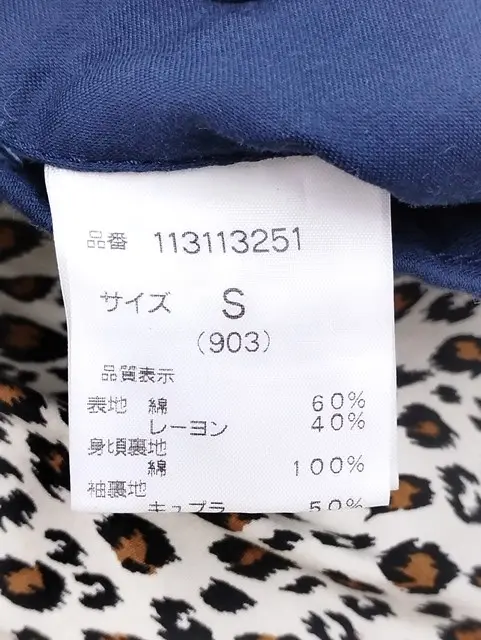 品番 113113251
サイズ S
(903)
品質表示
表地 綿 60%
レーヨン 40%
身頃裏地
綿 100%
袖裏地
キュプラ 50%